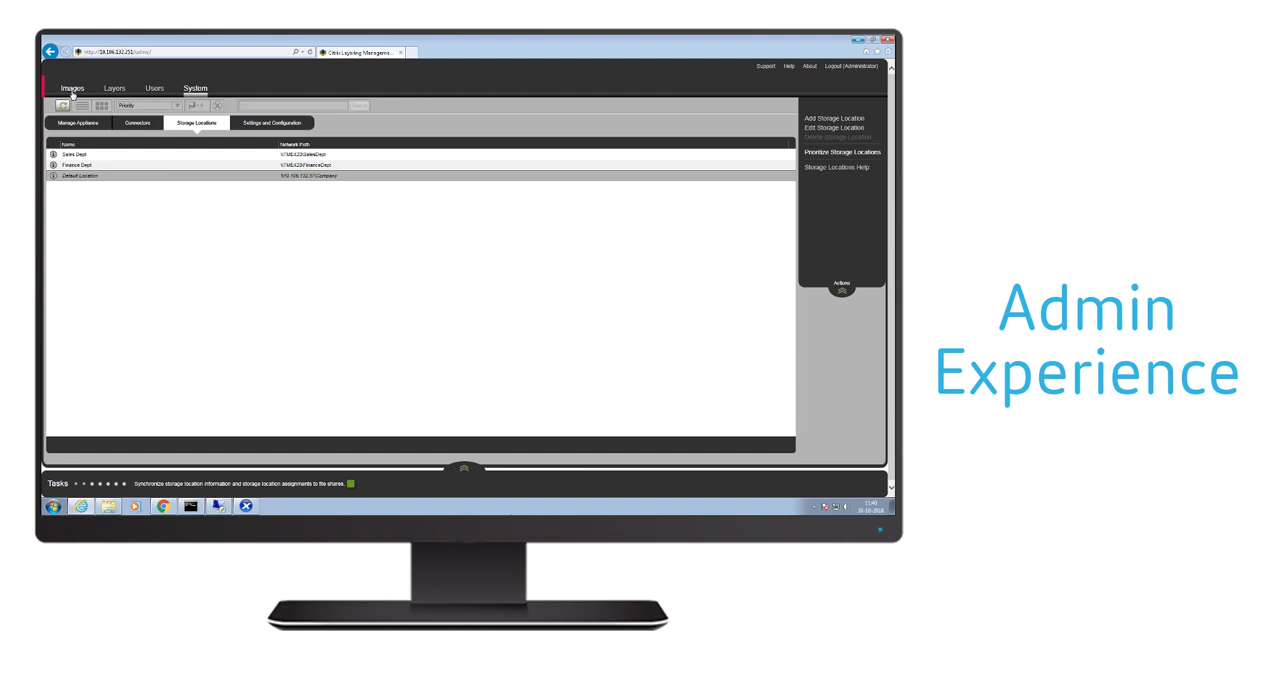 http://10.106.132.251/udmc/
Citrix Layering Manageme...
Support Help About Logout (Administrator)
Images Layers Users System
Priority
Manage Appliance Connectors Storage Locations Settings and Configuration
Name Network Path
Sales Dept
Finance Dept
Default Location
Add Storage Location
Edit Storage Location
Delete Storage Location
Prioritize Storage Locations
Storage Locations Help
Actions
Tasks Synchronize storage location information and storage location assignments to file shares.
11:40
Admin
Experience